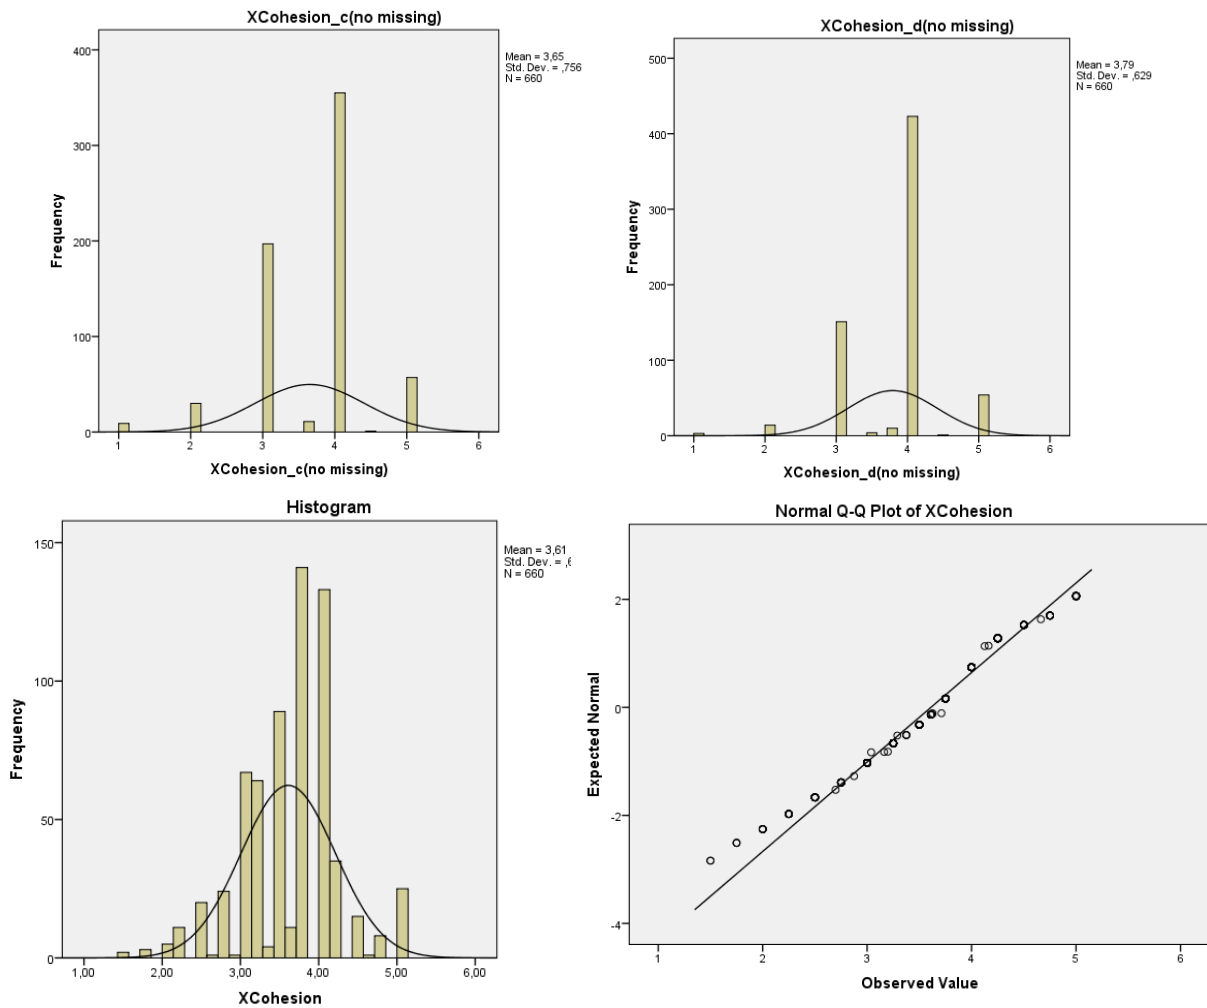 XCohesion_c(no missing)
Mean = 3,65
Std. Dev. = ,756
N = 660
400
300
200
100
0
Frequency
1 2 3 4 5 6
XCohesion_c(no missing)
XCohesion_d(no missing)
Mean = 3,79
Std. Dev. = ,629
N = 660
500
400
300
200
100
0
Frequency
1 2 3 4 5 6
XCohesion_d(no missing)
Histogram
Mean = 3,61
Std. Dev. =
N = 660
150
100
50
0
Frequency
1,00 2,00 3,00 4,00 5,00 6,00
XCohesion
Normal Q-Q Plot of XCohesion
2
0
-2
-4
Expected Normal
1 2 3 4 5 6
Observed Value